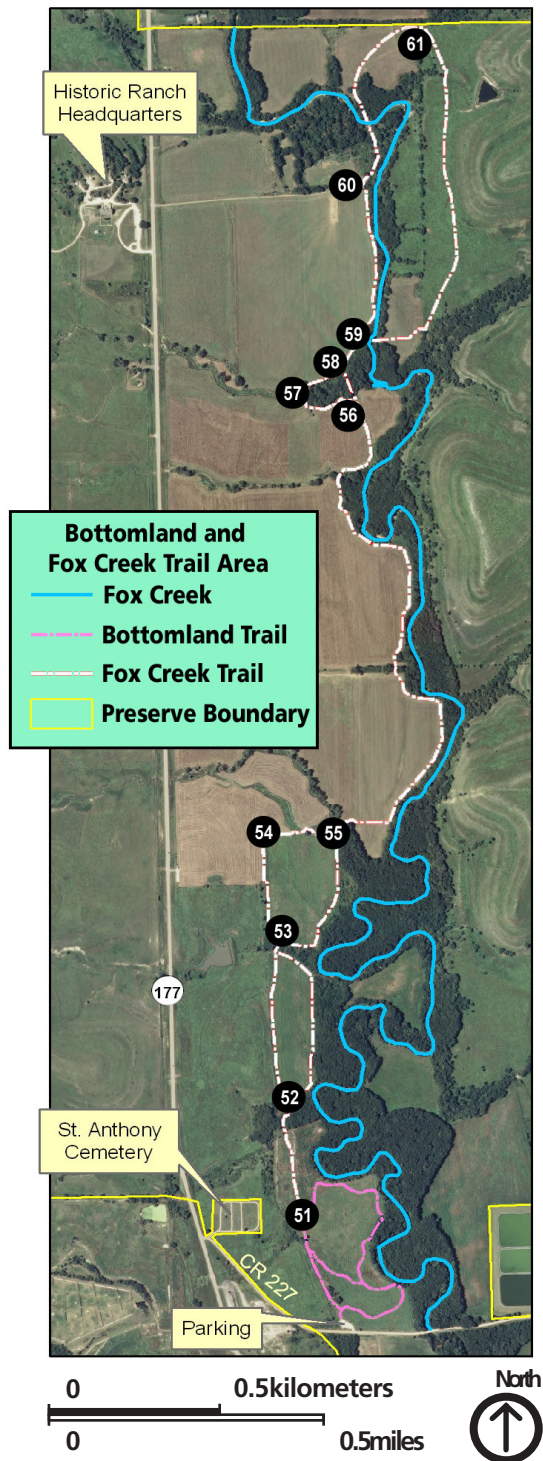 61
Historic Ranch
Headquarters
60
59
58
57
56
Bottomland and
Fox Creek Trail Area
Fox Creek
Bottomland Trail
Fox Creek Trail
Preserve Boundary
54
55
53
177
52
St. Anthony
Cemetery
51
CR 227
Parking
0 0.5kilometers
0 0.5miles
North